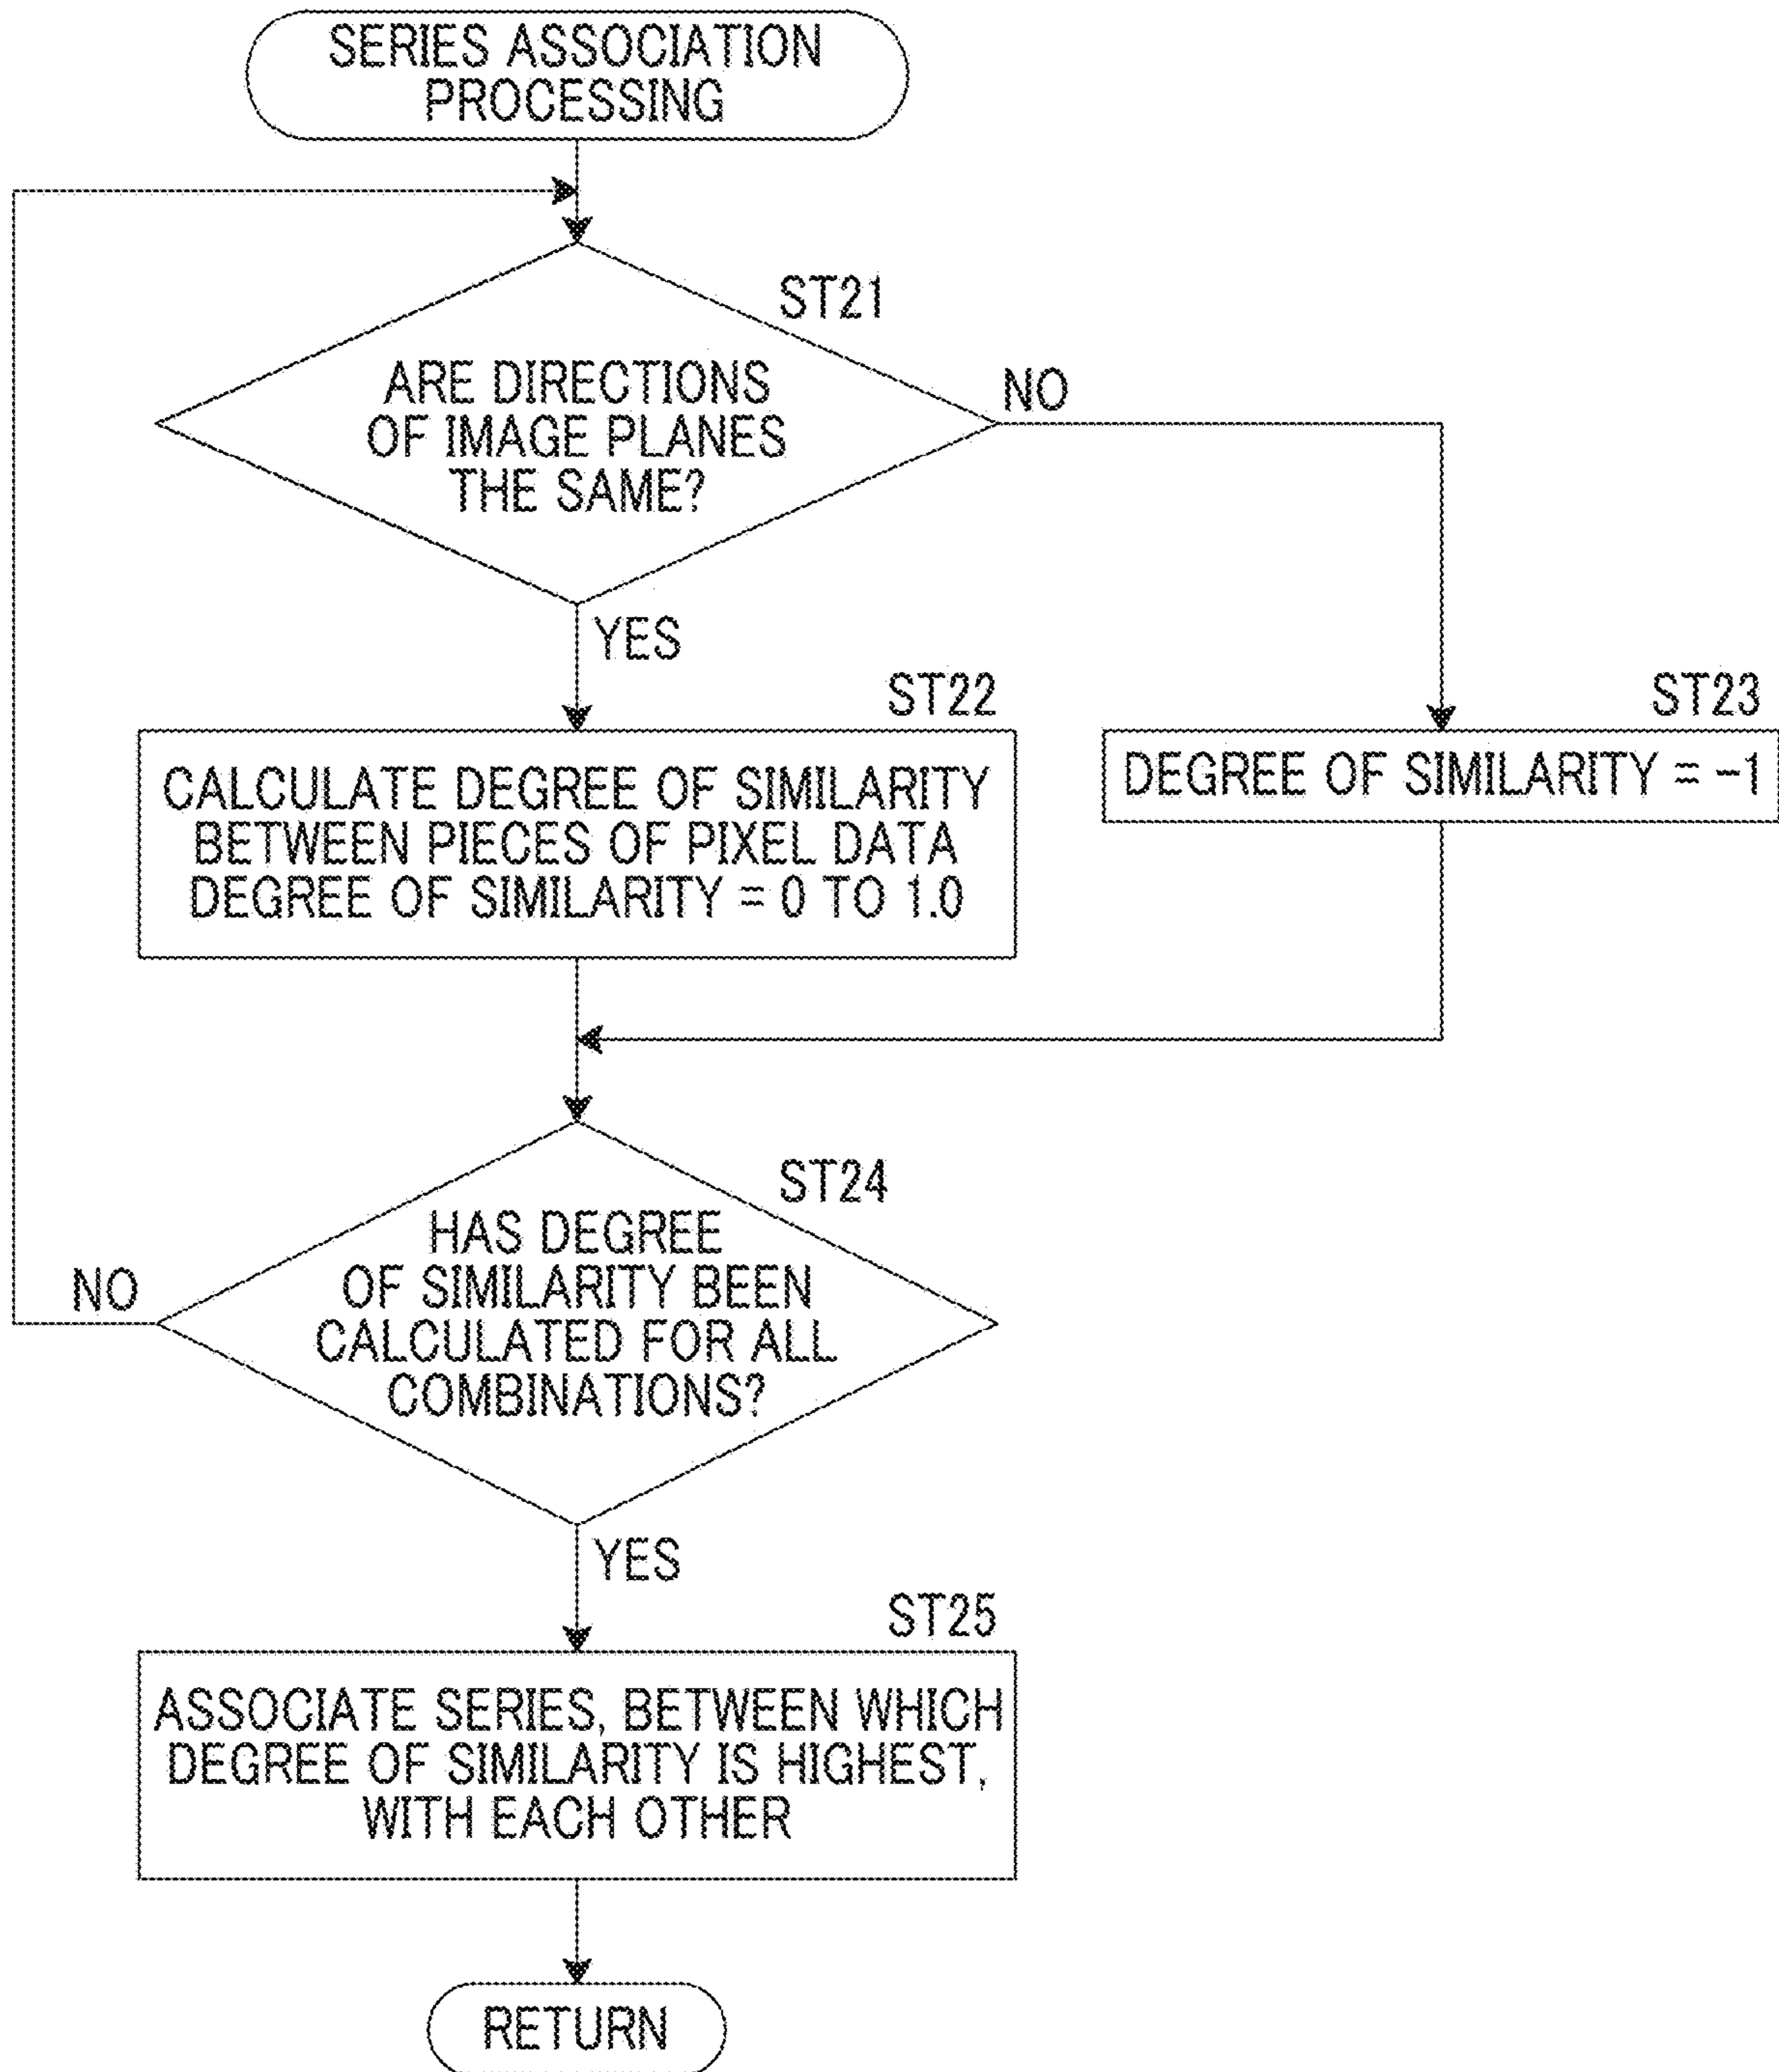 SERIES ASSOCIATION
PROCESSING
ST21
ARE DIRECTIONS
OF IMAGE PLANES
THE SAME?
NO
YES
ST22
CALCULATE DEGREE OF SIMILARITY
BETWEEN PIECES OF PIXEL DATA
DEGREE OF SIMILARITY = 0 TO 1.0
ST23
DEGREE OF SIMILARITY = -1
ST24
HAS DEGREE
OF SIMILARITY BEEN
CALCULATED FOR ALL
COMBINATIONS?
NO
YES
ST25
ASSOCIATE SERIES, BETWEEN WHICH
DEGREE OF SIMILARITY IS HIGHEST,
WITH EACH OTHER
RETURN